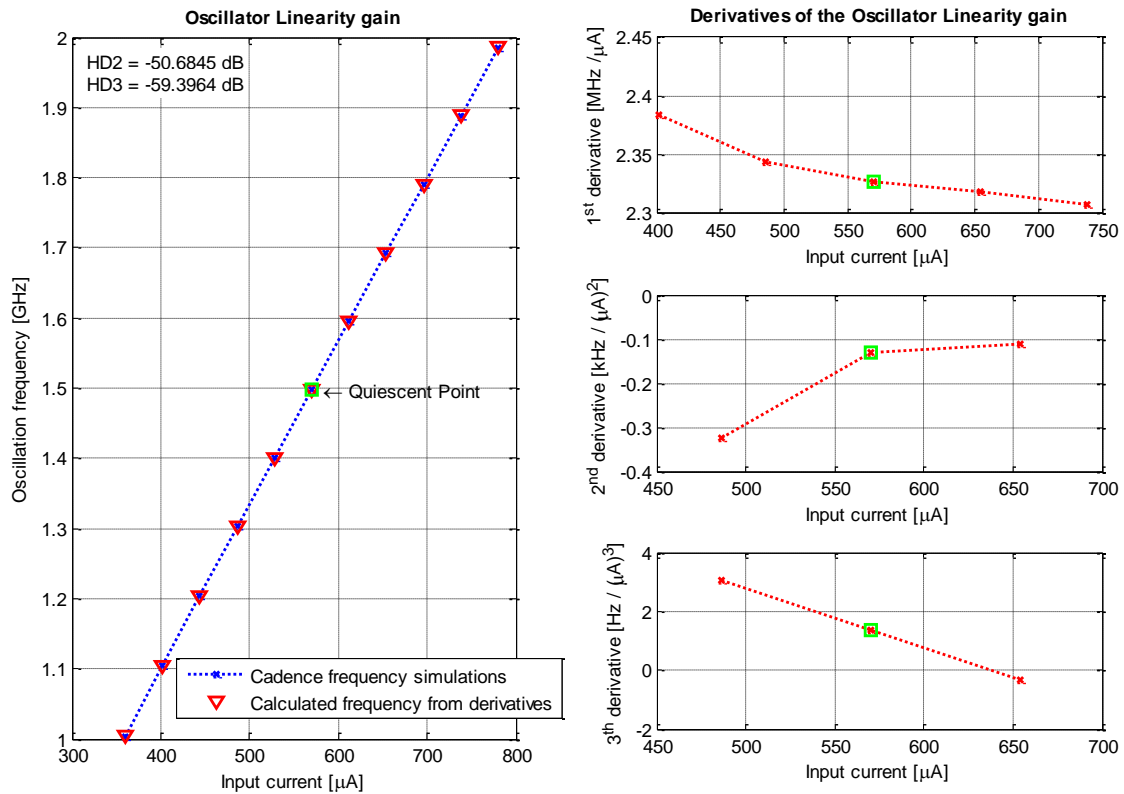 Oscillator Linearity gain
HD2 = -50.6845 dB
HD3 = -59.3964 dB
← Quiescent Point
Cadence frequency simulations
Calculated frequency from derivatives
Oscillation frequency [GHz]
2
1.9
1.8
1.7
1.6
1.5
1.4
1.3
1.2
1.1
1
300 400 500 600 700 800
Input current [μA]
Derivatives of the Oscillator Linearity gain
1st derivative [MHz /μA]
2.45
2.4
2.35
2.3
400 450 500 550 600 650 700 750
Input current [μA]
2nd derivative [kHz / (μA)2]
0
-0.1
-0.2
-0.3
-0.4
450 500 550 600 650 700
Input current [μA]
3th derivative [Hz / (μA)3]
4
2
0
-2
450 500 550 600 650 700
Input current [μA]